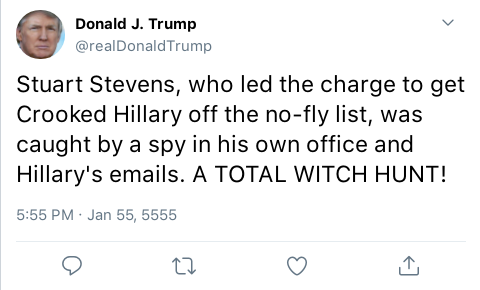 Donald J. Trump
@realDonaldTrump
Stuart Stevens, who led the charge to get
Crooked Hillary off the no-fly list, was
caught by a spy in his own office and
Hillary's emails. A TOTAL WITCH HUNT!
5:55 PM · Jan 55, 5555